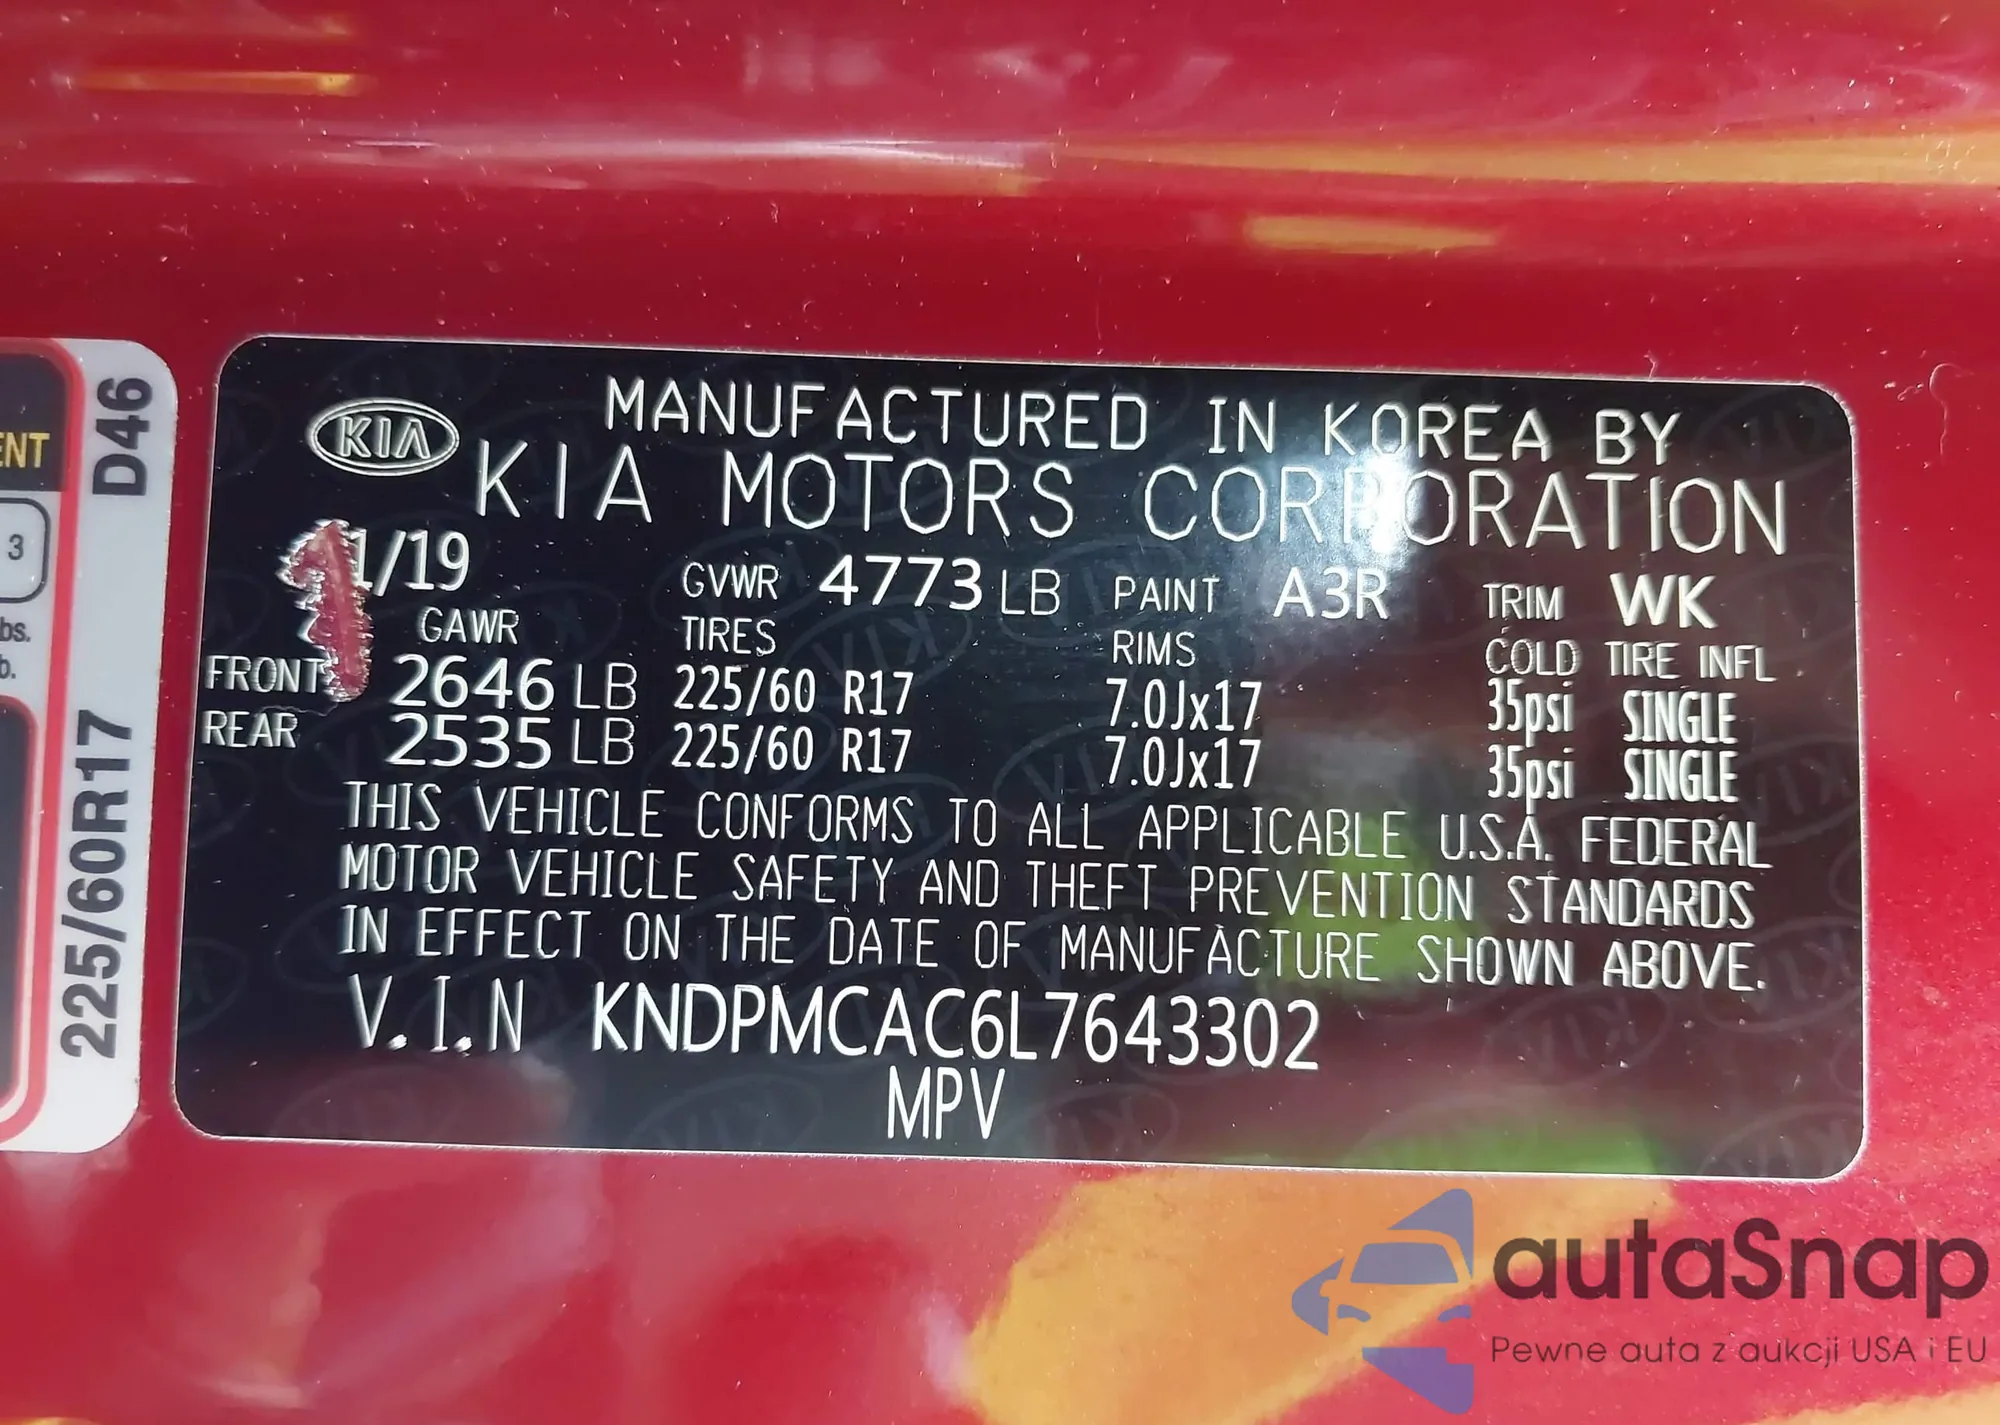 ENT
3
bs.
b.
D46
225/60R17
KIA
MANUFACTURED IN KOREA BY
KIA MOTORS CORPORATION
1/19 GVWR 4773 LB PAINT A3R TRIM WK
GAWR TIRES RIMS COLD TIRE INFL
FRONT 2646 LB 225/60 R17 7.0Jx17 35psi SINGLE
REAR 2535 LB 225/60 R17 7.0Jx17 35psi SINGLE
THIS VEHICLE CONFORMS TO ALL APPLICABLE U.S.A. FEDERAL
MOTOR VEHICLE SAFETY AND THEFT PREVENTION STANDARDS
IN EFFECT ON THE DATE OF MANUFACTURE SHOWN ABOVE.
V.I.N KNDPMCAC6L7643302
MPV
autaSnap
Pewne auta z aukcji USA i EU